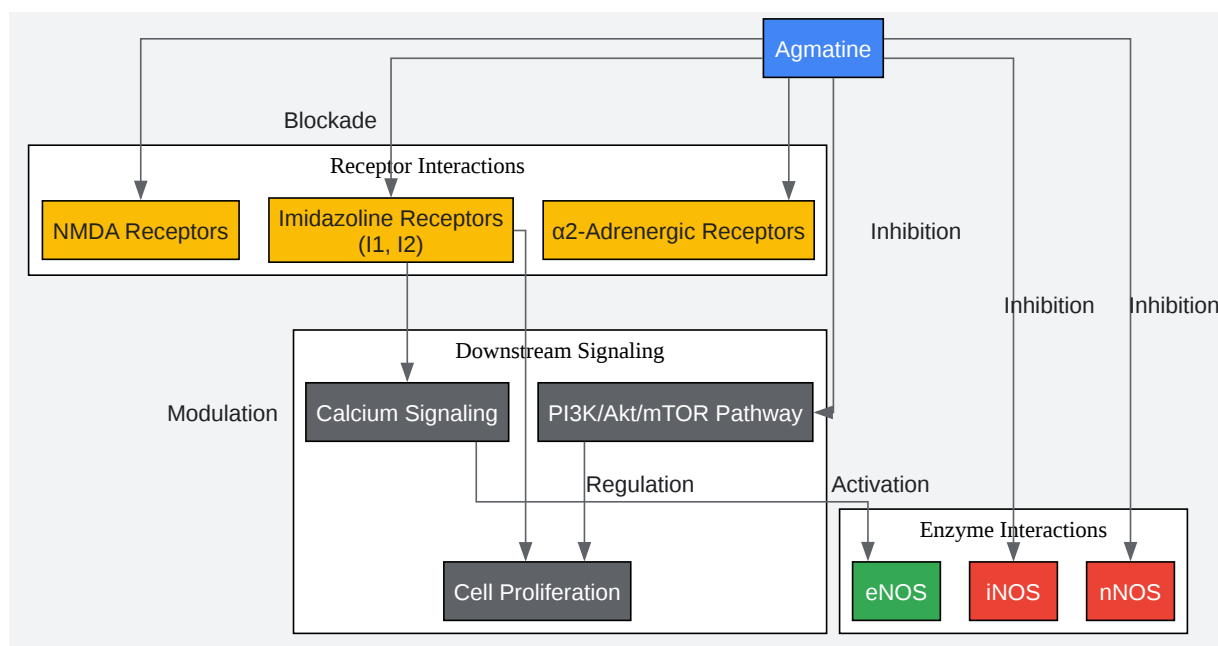 Agmatine
Blockade
Receptor Interactions
NMDA Receptors
Imidazoline Receptors
(I1, I2)
α2-Adrenergic Receptors
Inhibition
Inhibition
Inhibition
Downstream Signaling
Modulation
Calcium Signaling
PI3K/Akt/mTOR Pathway
Regulation
Activation
Enzyme Interactions
Cell Proliferation
eNOS
iNOS
nNOS